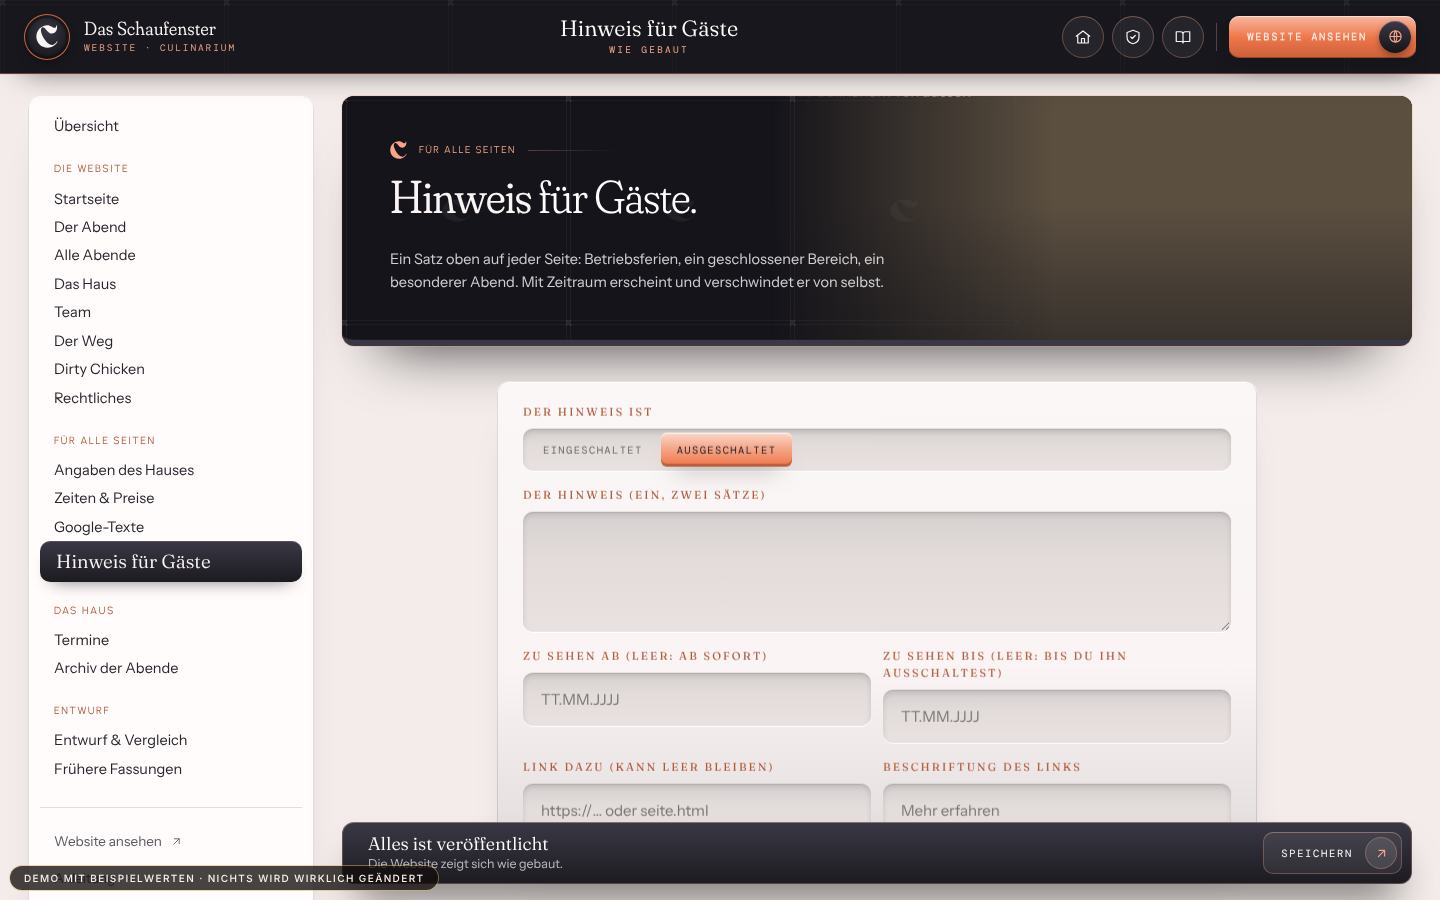 Das Schaufenster
WEBSITE · CULINARIUM
Hinweis für Gäste
WIE GEBAUT
WEBSITE ANSEHEN
Übersicht
DIE WEBSITE
Startseite
Der Abend
Alle Abende
Das Haus
Team
Der Weg
Dirty Chicken
Rechtliches
FÜR ALLE SEITEN
Angaben des Hauses
Zeiten & Preise
Google-Texte
Hinweis für Gäste
DAS HAUS
Termine
Archiv der Abende
ENTWURF
Entwurf & Vergleich
Frühere Fassungen
Website ansehen
FÜR ALLE SEITEN
Hinweis für Gäste.
Ein Satz oben auf jeder Seite: Betriebsferien, ein geschlossener Bereich, ein
besonderer Abend. Mit Zeitraum erscheint und verschwindet er von selbst.
DER HINWEIS IST
EINGESCHALTET
AUSGESCHALTET
DER HINWEIS (EIN, ZWEI SÄTZE)
ZU SEHEN AB (LEER: AB SOFORT)
TT.MM.JJJJ
ZU SEHEN BIS (LEER: BIS DU IHN
AUSSCHALTEST)
TT.MM.JJJJ
LINK DAZU (KANN LEER BLEIBEN)
https://… oder seite.html
BESCHRIFTUNG DES LINKS
Mehr erfahren
Alles ist veröffentlicht
Die Website zeigt sich wie gebaut.
SPEICHERN
DEMO MIT BEISPIELWERTEN · NICHTS WIRD WIRKLICH GEÄNDERT